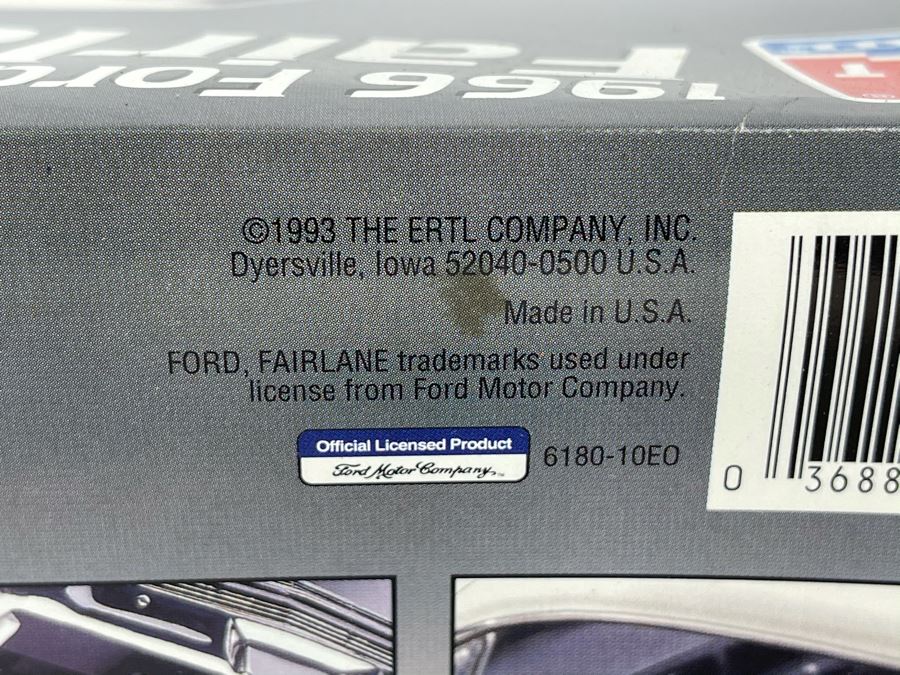 1966 Ford
©1993 THE ERTL COMPANY, INC.
Dyersville, Iowa 52040-0500 U.S.A.
Made in U.S.A.
FORD, FAIRLANE trademarks used under
license from Ford Motor Company.
Official Licensed Product
Ford Motor Company
6180-10EO
0 3688